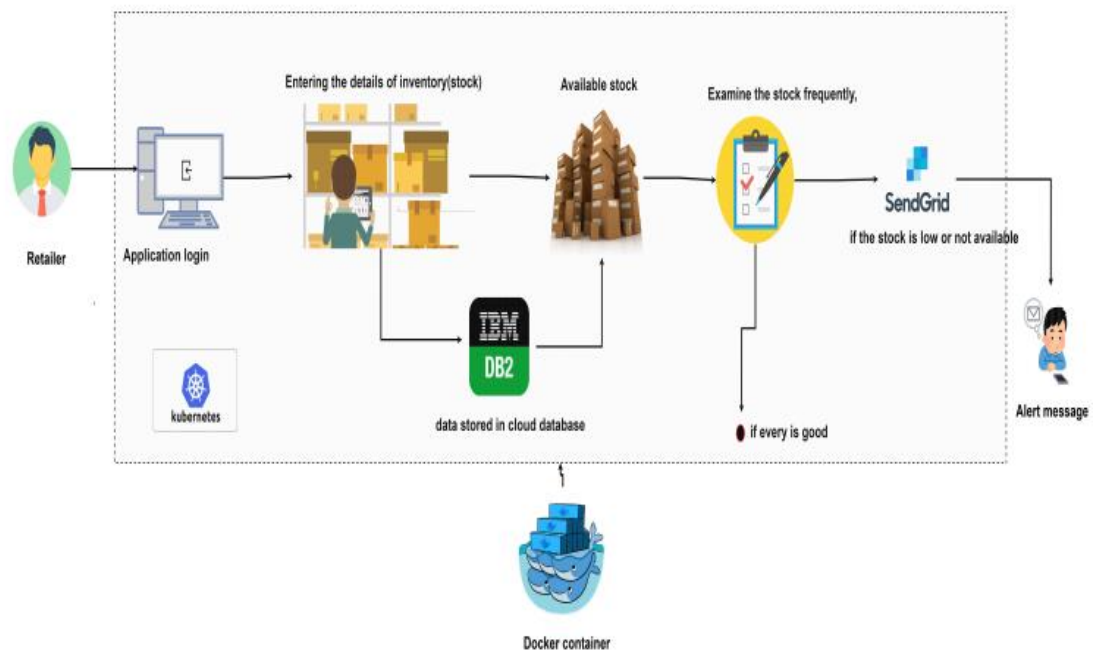 Entering the details of inventory(stock)
Available stock
Examine the stock frequently,
SendGrid
if the stock is low or not available
Retailer
Application login
IBM
DB2
data stored in cloud database
kubernetes
if every is good
Alert message
Docker container